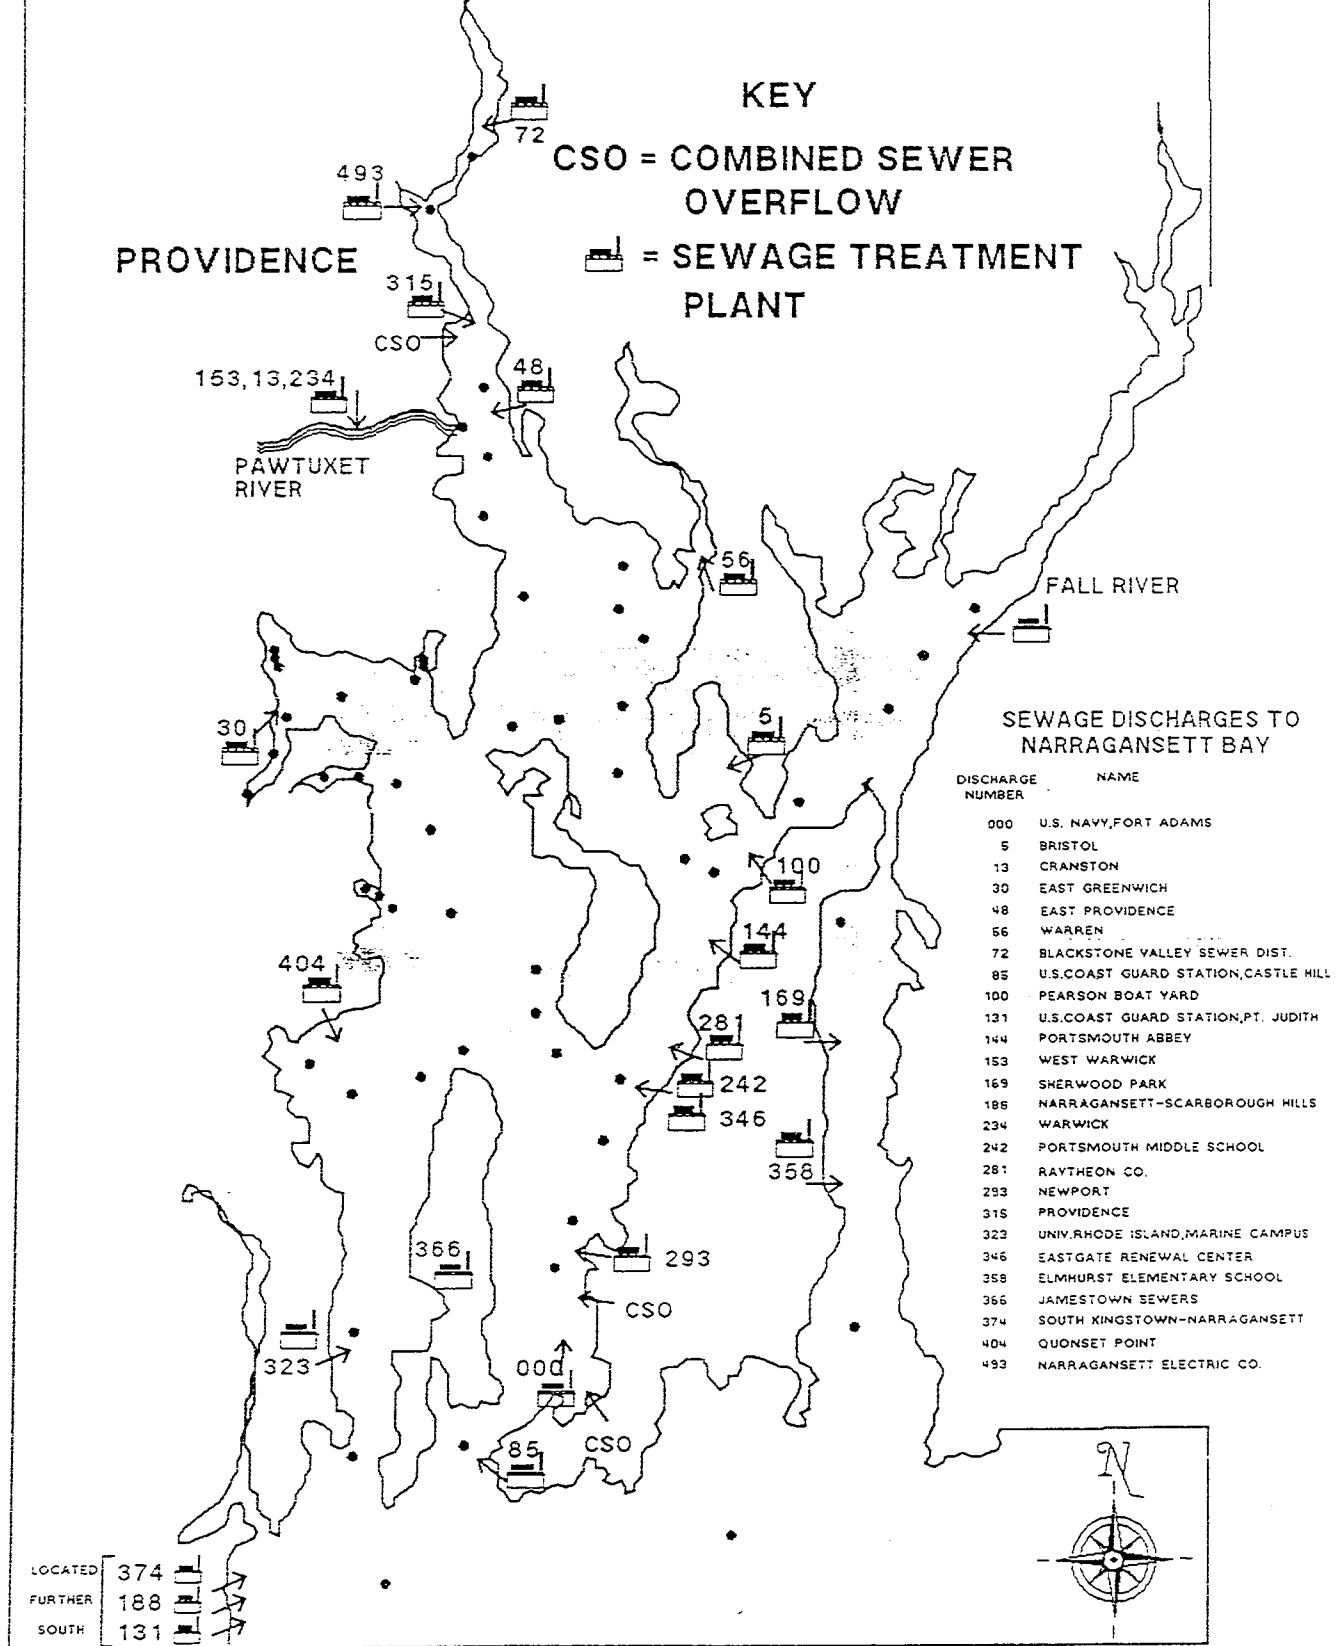 KEY
CSO = COMBINED SEWER
OVERFLOW
= SEWAGE TREATMENT
PLANT
72
493
PROVIDENCE
315
CSO
48
153,13,234
PAWTUXET
RIVER
56
FALL RIVER
30
5
100
144
404
169
281
242
346
358
366
293
CSO
323
000
CSO
85
SEWAGE DISCHARGES TO
NARRAGANSETT BAY
DISCHARGE NUMBER NAME
000 U.S. NAVY,FORT ADAMS
5 BRISTOL
13 CRANSTON
30 EAST GREENWICH
48 EAST PROVIDENCE
56 WARREN
72 BLACKSTONE VALLEY SEWER DIST.
85 U.S.COAST GUARD STATION,CASTLE HILL
100 PEARSON BOAT YARD
131 U.S.COAST GUARD STATION,PT. JUDITH
144 PORTSMOUTH ABBEY
153 WEST WARWICK
169 SHERWOOD PARK
188 NARRAGANSETT-SCARBOROUGH HILLS
234 WARWICK
242 PORTSMOUTH MIDDLE SCHOOL
281 RAYTHEON CO.
293 NEWPORT
315 PROVIDENCE
323 UNIV.RHODE ISLAND,MARINE CAMPUS
346 EASTGATE RENEWAL CENTER
358 ELMHURST ELEMENTARY SCHOOL
366 JAMESTOWN SEWERS
374 SOUTH KINGSTOWN-NARRAGANSETT
404 QUONSET POINT
493 NARRAGANSETT ELECTRIC CO.
N
LOCATED 374
FURTHER 188
SOUTH 131